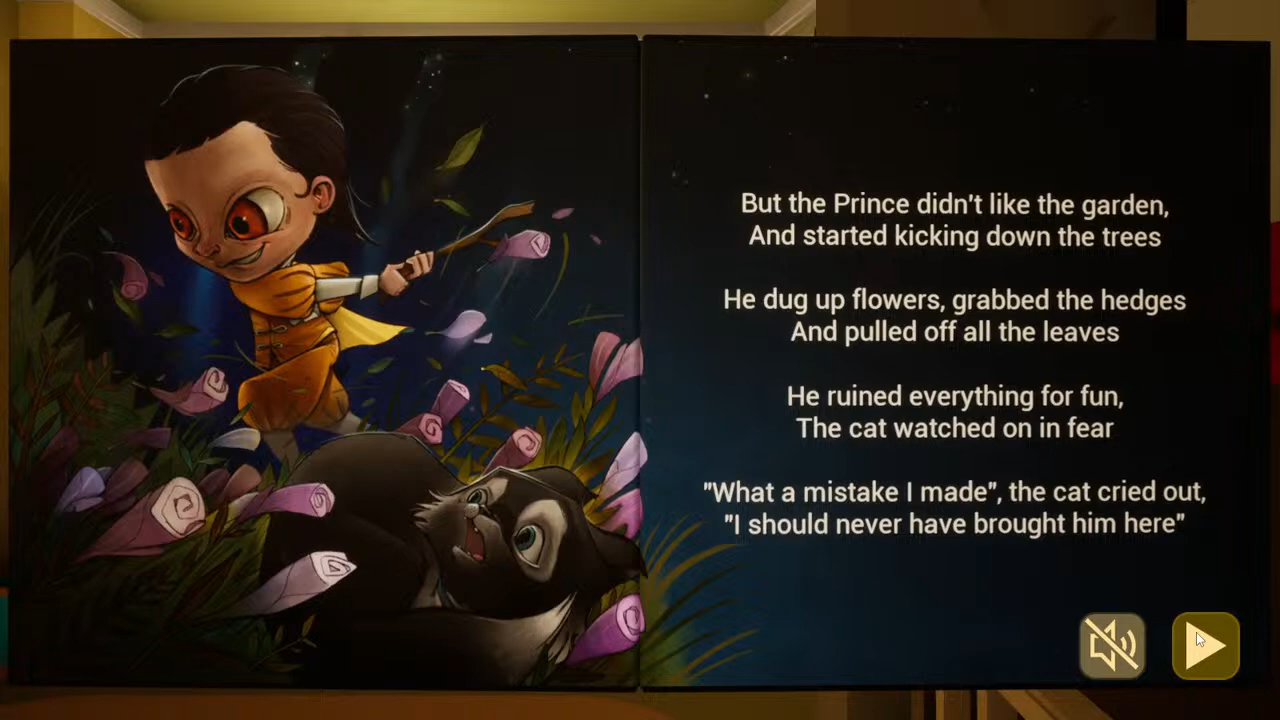 But the Prince didn't like the garden,
And started kicking down the trees
He dug up flowers, grabbed the hedges
And pulled off all the leaves
He ruined everything for fun,
The cat watched on in fear
"What a mistake I made", the cat cried out,
"I should never have brought him here"